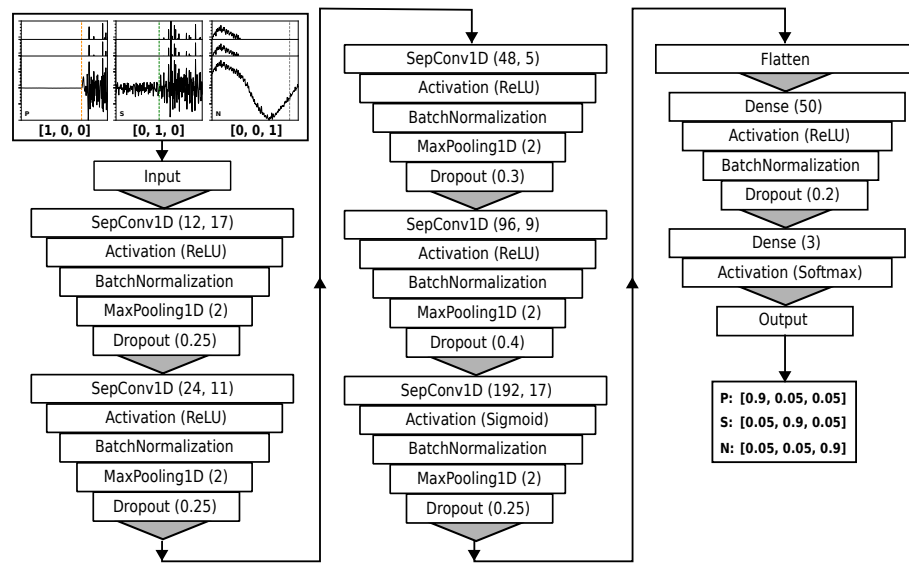 P
S
N
[1, 0, 0]
[0, 1, 0]
[0, 0, 1]
Input
SepConv1D (12, 17)
Activation (ReLU)
BatchNormalization
MaxPooling1D (2)
Dropout (0.25)
SepConv1D (24, 11)
Activation (ReLU)
BatchNormalization
MaxPooling1D (2)
Dropout (0.25)
SepConv1D (48, 5)
Activation (ReLU)
BatchNormalization
MaxPooling1D (2)
Dropout (0.3)
SepConv1D (96, 9)
Activation (ReLU)
BatchNormalization
MaxPooling1D (2)
Dropout (0.4)
SepConv1D (192, 17)
Activation (Sigmoid)
BatchNormalization
MaxPooling1D (2)
Dropout (0.25)
Flatten
Dense (50)
Activation (ReLU)
BatchNormalization
Dropout (0.2)
Dense (3)
Activation (Softmax)
Output
P: [0.9, 0.05, 0.05]
S: [0.05, 0.9, 0.05]
N: [0.05, 0.05, 0.9]